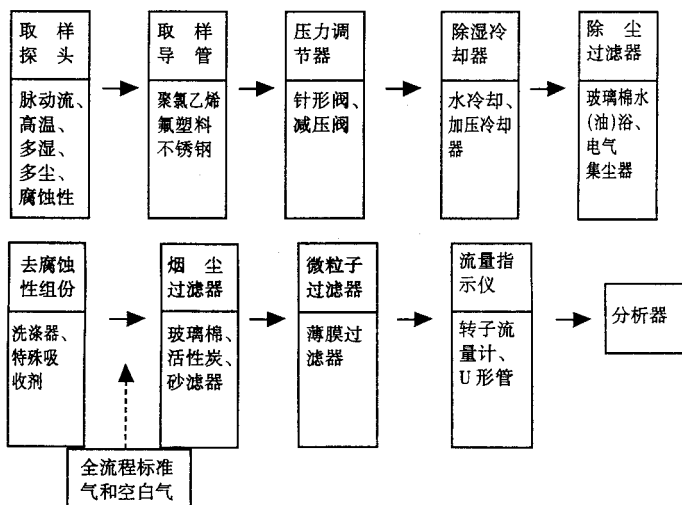 取样
探头
脉动流、
高温、
多湿、
多尘、
腐蚀性
取样
导管
聚氯乙烯
氟塑料
不锈钢
压力调
节器
针形阀、
减压阀
除湿冷
却器
水冷却、
加压冷却
器
除尘
过滤器
玻璃棉水
(油)浴、
电气
集尘器
去腐蚀
性组份
洗涤器、
特殊吸
收剂
烟尘
过滤器
玻璃棉、
活性炭、
砂滤器
微粒子
过滤器
薄膜过
滤器
流量指
示仪
转子流
量计、
U形管
分析器
全流程标准
气和空白气